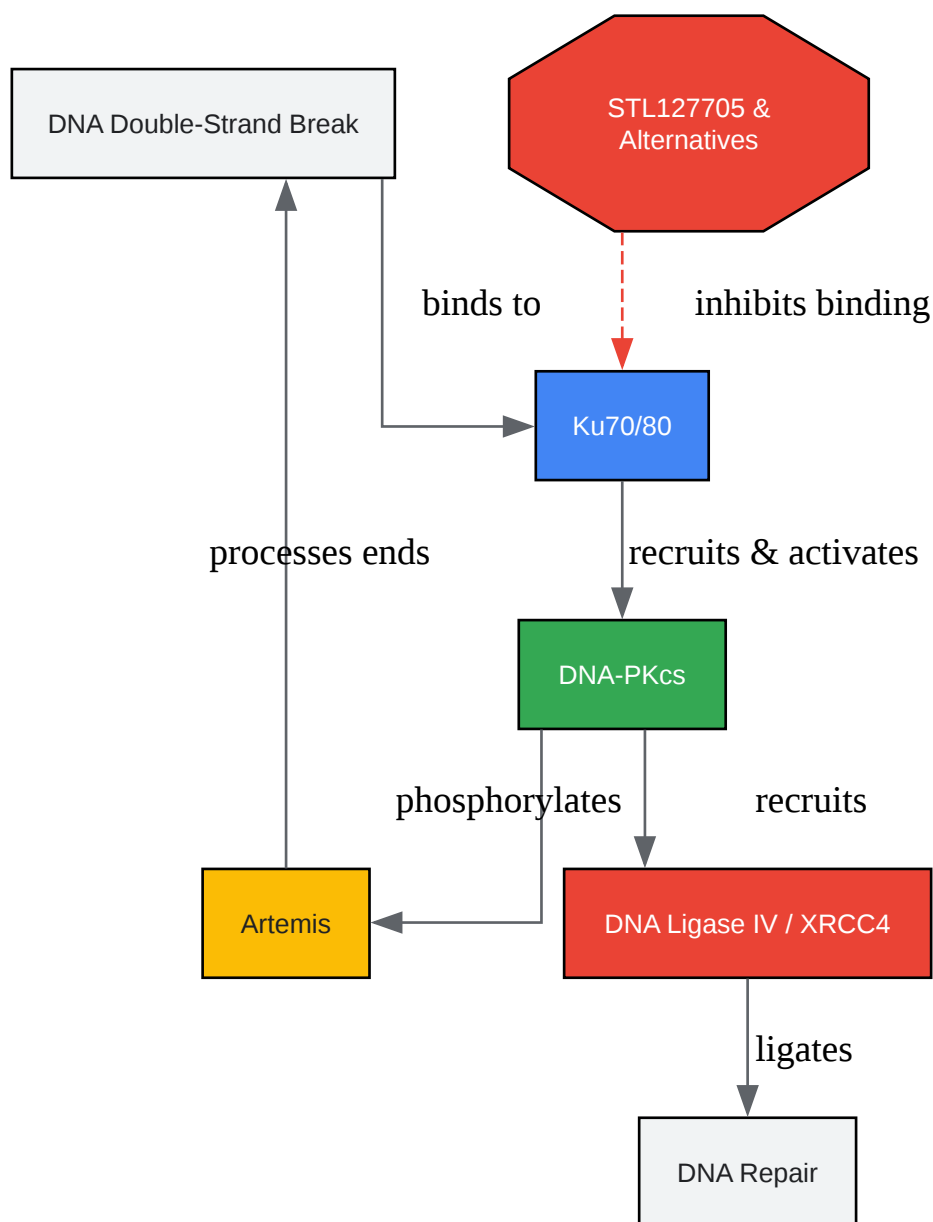 STL127705 &
Alternatives
DNA Double-Strand Break
binds to
inhibits binding
Ku70/80
processes ends
recruits & activates
DNA-PKcs
phosphorylates
recruits
Artemis
DNA Ligase IV / XRCC4
ligates
DNA Repair